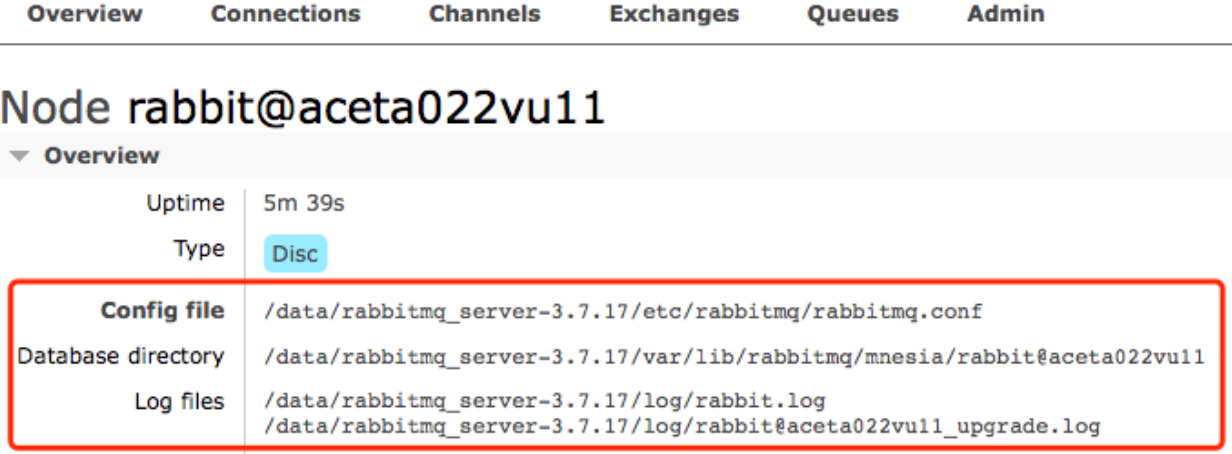 Overview Connections Channels Exchanges Queues Admin
Node rabbit@aceta022vu11
Overview
Uptime 5m 39s
Type Disc
Config file /data/rabbitmq_server-3.7.17/etc/rabbitmq/rabbitmq.conf
Database directory /data/rabbitmq_server-3.7.17/var/lib/rabbitmq/mnesia/rabbit@aceta022vu11
Log files /data/rabbitmq_server-3.7.17/log/rabbit.log
/data/rabbitmq_server-3.7.17/log/rabbit@aceta022vu11_upgrade.log